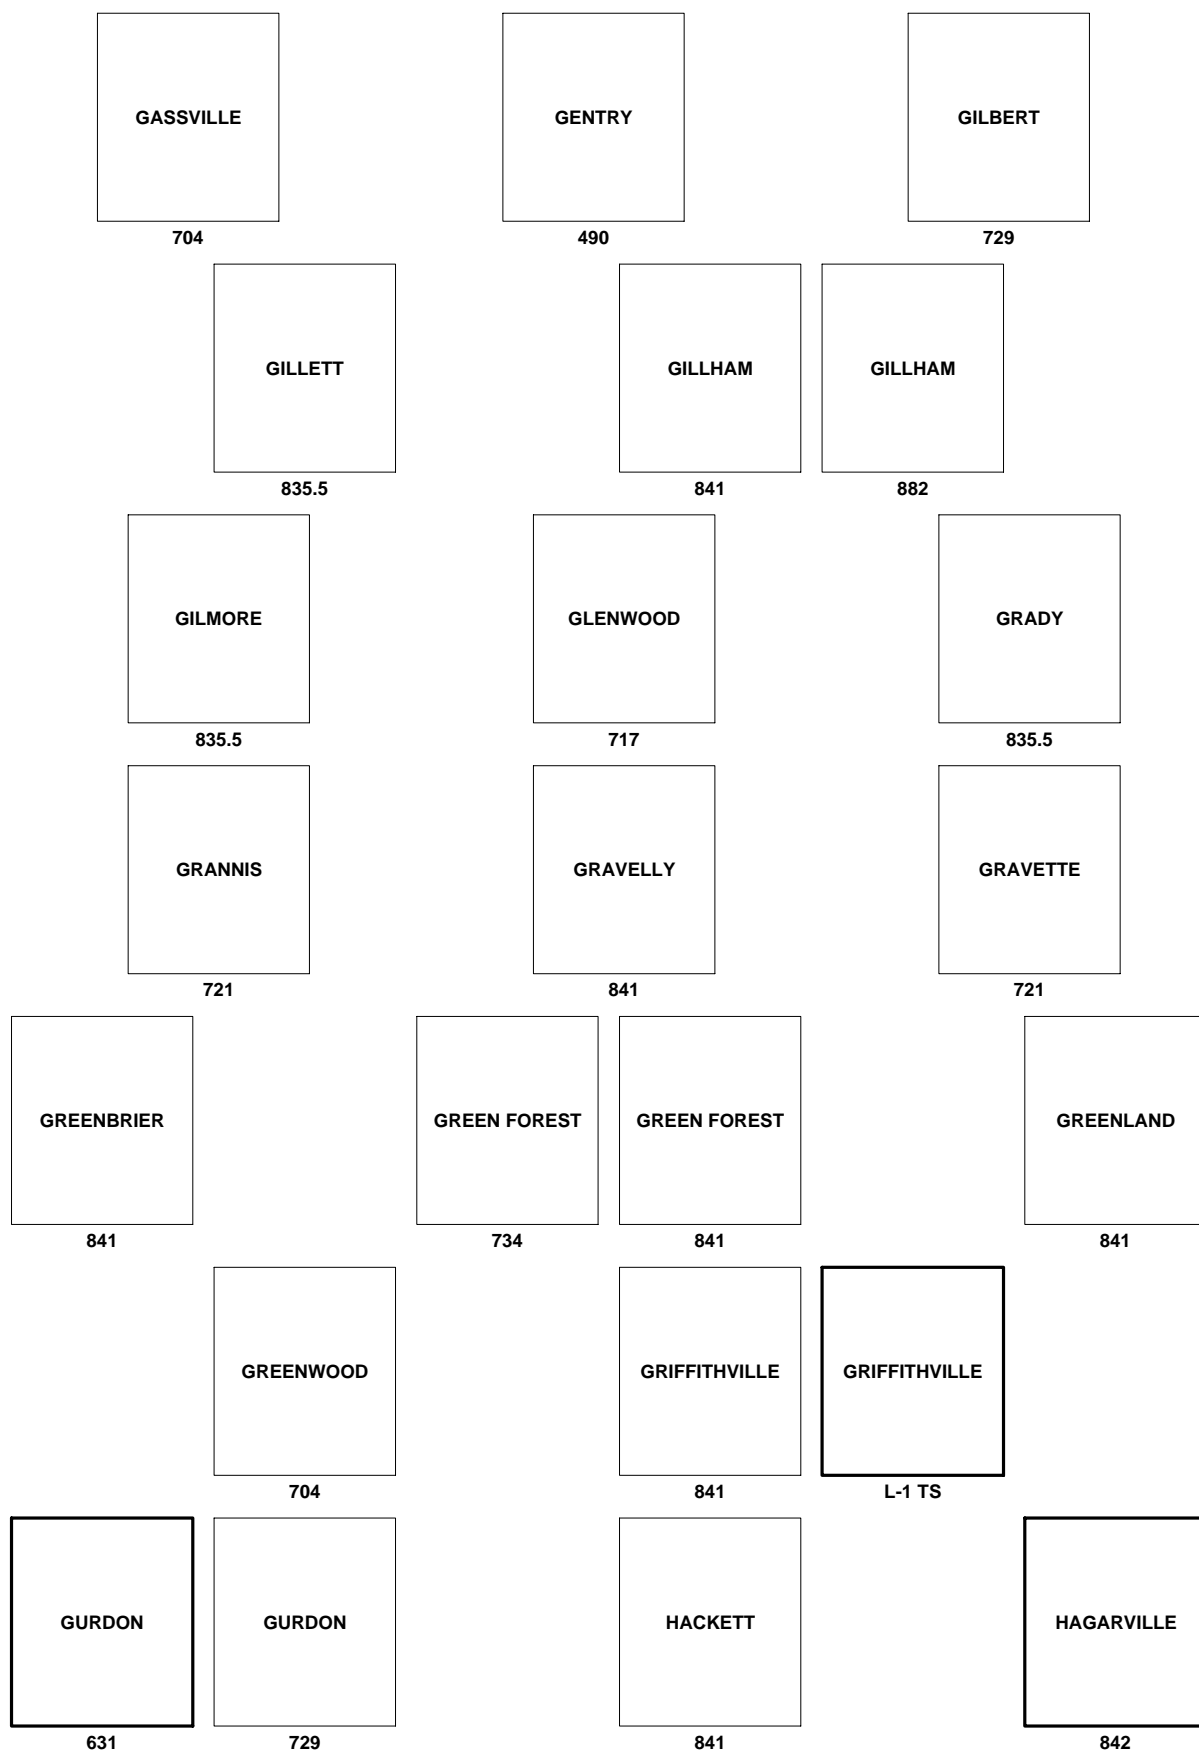 GASSVILLE
GENTRY
GILBERT
704
490
729
GILLETT
GILLHAM
GILLHAM
835.5
841
882
GILMORE
GLENWOOD
GRADY
835.5
717
835.5
GRANNIS
GRAVELLY
GRAVETTE
721
841
721
GREENBRIER
GREEN FOREST
GREEN FOREST
GREENLAND
841
734
841
841
GREENWOOD
GRIFFITHVILLE
GRIFFITHVILLE
704
841
L-1 TS
GURDON
GURDON
HACKETT
HAGARVILLE
631
729
841
842